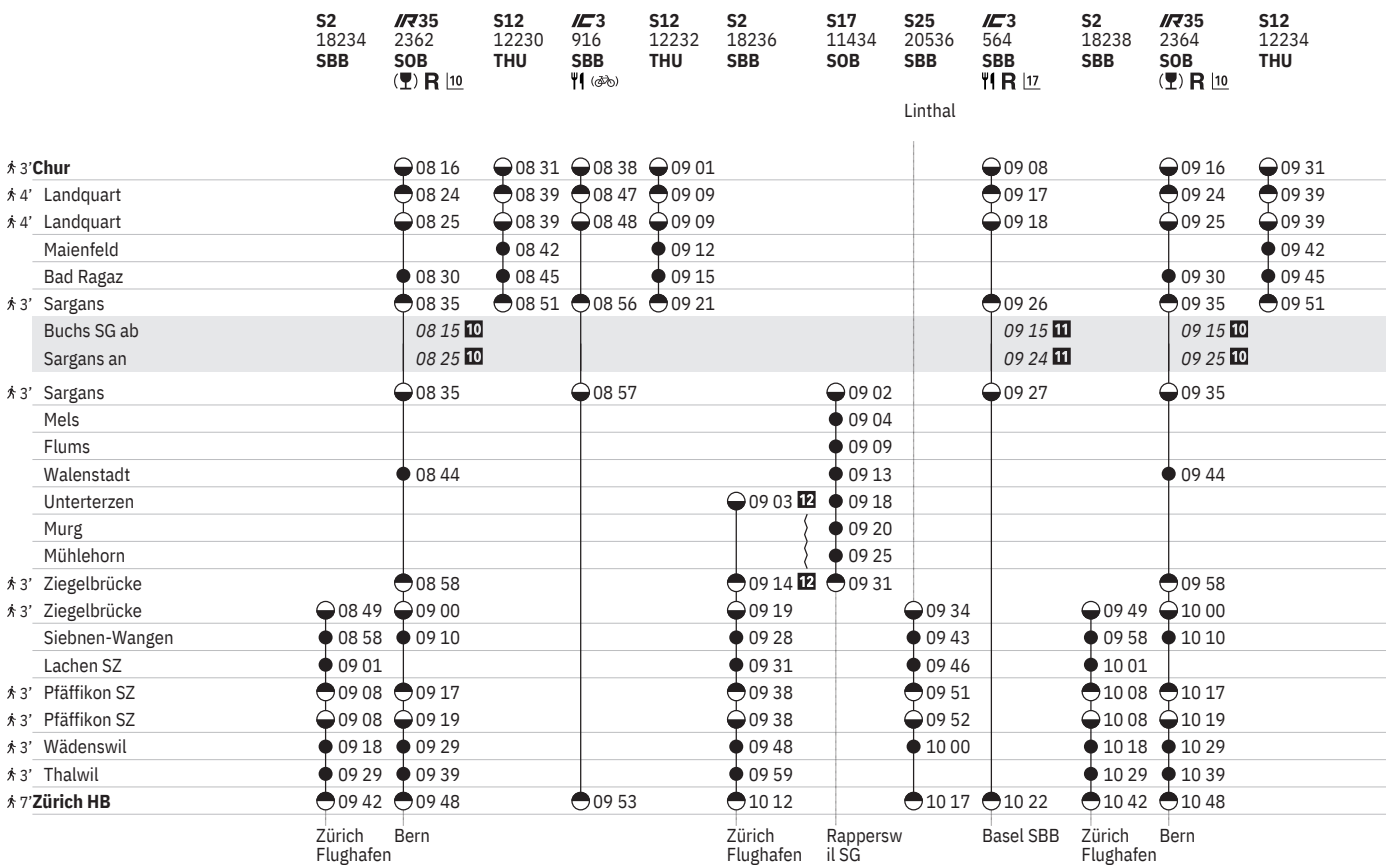 S2 IR35 S12 IC3 S12 S2 S17 S25 IC3 S2 IR35 S12
18234 2362 12230 916 12232 18236 11434 20536 564 18238 2364 12234
SBB SOB THU SBB THU SBB SOB SBB SBB SBB SOB THU
R 10 R 17 R 10
Linthal
3’ Chur 08 16 08 31 08 38 09 01 09 08 09 16 09 31
4’ Landquart 08 24 08 39 08 47 09 09 09 17 09 24 09 39
4’ Landquart 08 25 08 39 08 48 09 09 09 18 09 25 09 39
Maienfeld 08 42 09 12 09 42
Bad Ragaz 08 30 08 45 09 15 09 30 09 45
3’ Sargans 08 35 08 51 08 56 09 21 09 26 09 35 09 51
Buchs SG ab 08 15 10 09 15 11 09 15 10
Sargans an 08 25 10 09 24 11 09 25 10
3’ Sargans 08 35 08 57 09 02 09 27 09 35
Mels 09 04
Flums 09 09
Walenstadt 08 44 09 13 09 44
Unterterzen 09 03 12 09 18
Murg 09 20
Mühlehorn 09 25
3’ Ziegelbrücke 08 58 09 14 12 09 31 09 58
3’ Ziegelbrücke 08 49 09 00 09 19 09 34 09 49 10 00
Siebnen-Wangen 08 58 09 10 09 28 09 43 09 58 10 10
Lachen SZ 09 01 09 31 09 46 10 01
3’ Pfäffikon SZ 09 08 09 17 09 38 09 51 10 08 10 17
3’ Pfäffikon SZ 09 08 09 19 09 38 09 52 10 08 10 19
3’ Wädenswil 09 18 09 29 09 48 10 00 10 18 10 29
3’ Thalwil 09 29 09 39 09 59 10 29 10 39
7’ Zürich HB 09 42 09 48 09 53 10 12 10 17 10 22 10 42 10 48
Zürich Bern Zürich Rappersw Basel SBB Zürich Bern
Flughafen Flughafen il SG Flughafen